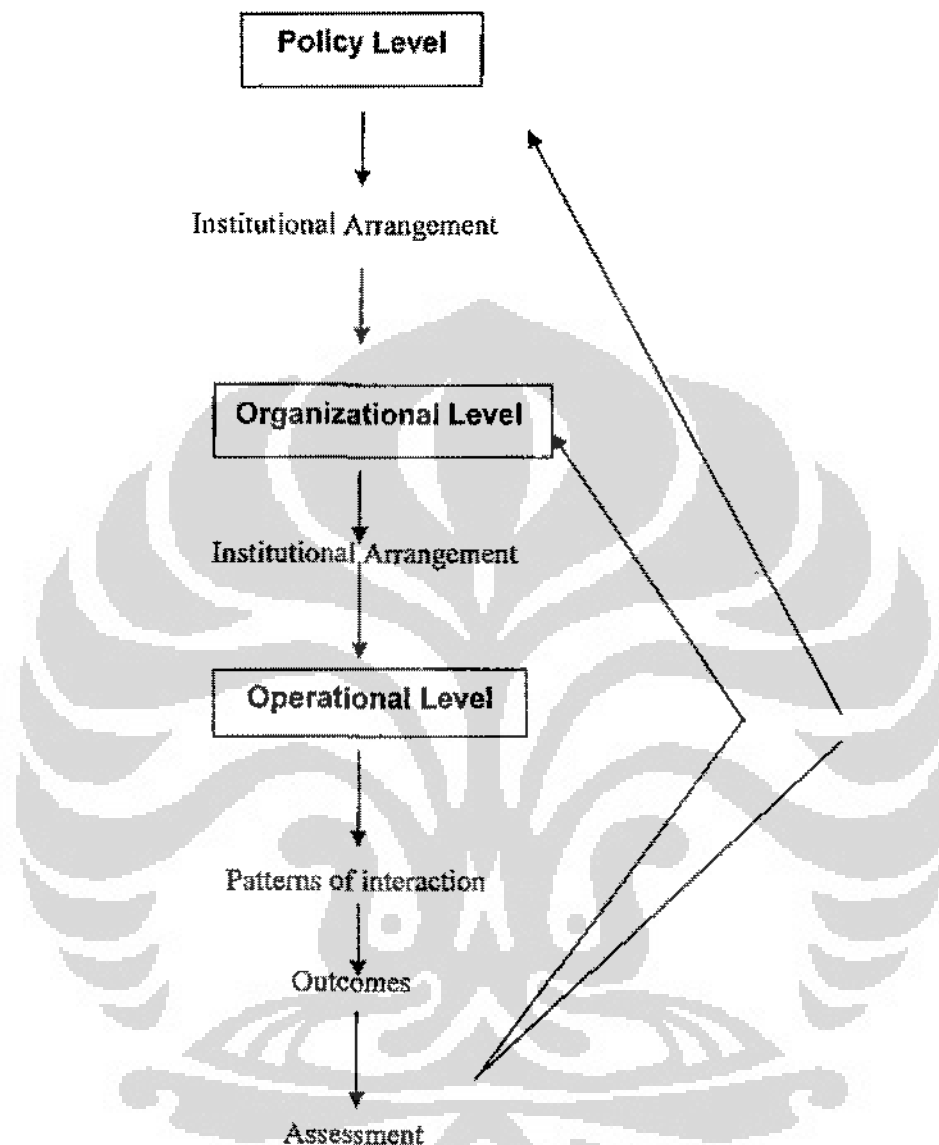 Policy Level
Institutional Arrangement
Organizational Level
Institutional Arrangement
Operational Level
Patterns of interaction
Outcomes
Assessment